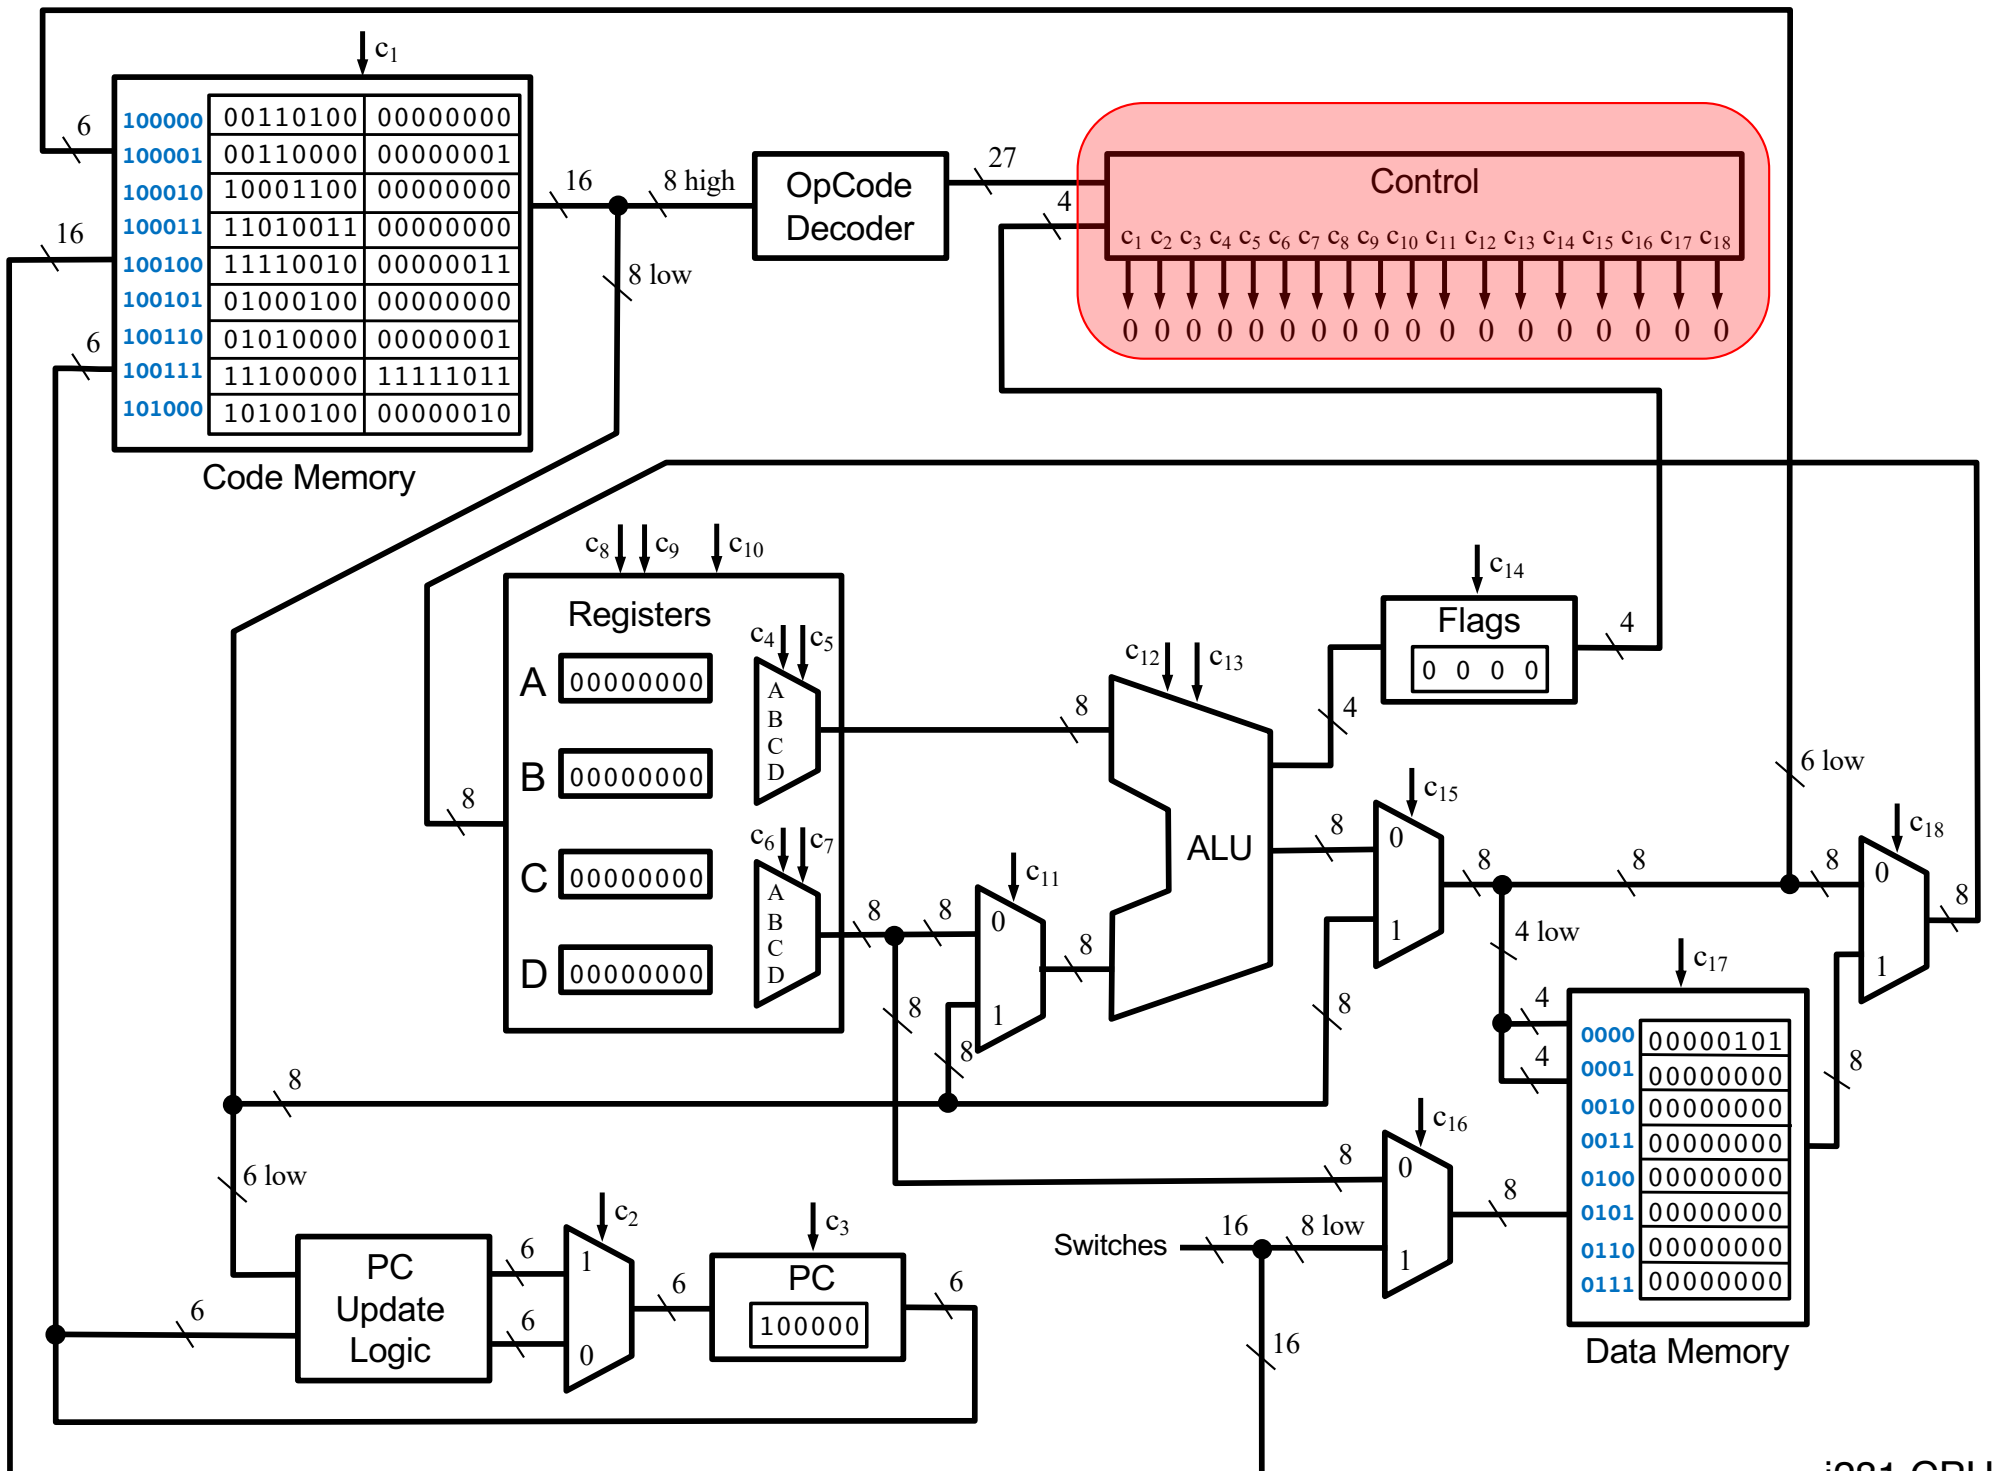 c1
100000 00110100 00000000
100001 00110000 00000001
100010 10001100 00000000
100011 11010011 00000000
100100 11110010 00000011
100101 01000100 00000000
100110 01010000 00000001
100111 11100000 11111011
101000 10100100 00000010
Code Memory
6
16
6
16
8 high
8 low
OpCode
Decoder
27
4
Control
c1 c2 c3 c4 c5 c6 c7 c8 c9 c10 c11 c12 c13 c14 c15 c16 c17 c18
0 0 0 0 0 0 0 0 0 0 0 0 0 0 0 0 0 0
c8 c9 c10
Registers
A 00000000
B 00000000
C 00000000
D 00000000
8
c4 c5
A
B
C
D
c6 c7
A
B
C
D
8
8
8
8
c11
0
1
8
8
c12 c13
ALU
c14
Flags
0 0 0 0
4
4
8
c15
0
1
8
8
8
8
6 low
4 low
4
4
c18
0
1
8
8
c17
0000 00000101
0001 00000000
0010 00000000
0011 00000000
0100 00000000
0101 00000000
0110 00000000
0111 00000000
Data Memory
8
6 low
6
PC
Update
Logic
6
6
c2
1
0
6
c3
PC
100000
6
Switches
16
8 low
16
8
c16
0
1
8